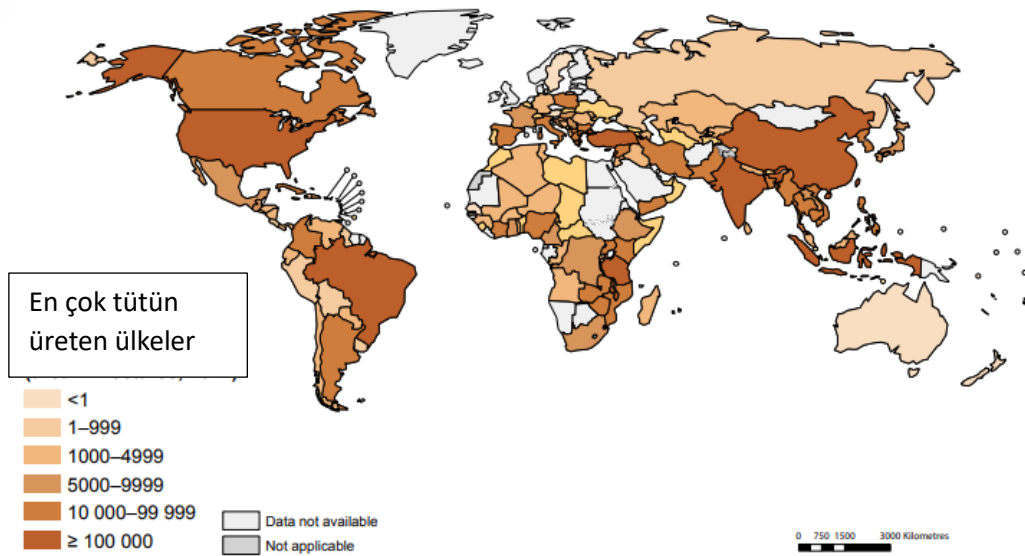 En çok tütün
üreten ülkeler
<1
1–999
1000–4999
5000–9999
10 000–99 999
≥ 100 000
Data not available
Not applicable
0 750 1500 3000 Kilometres